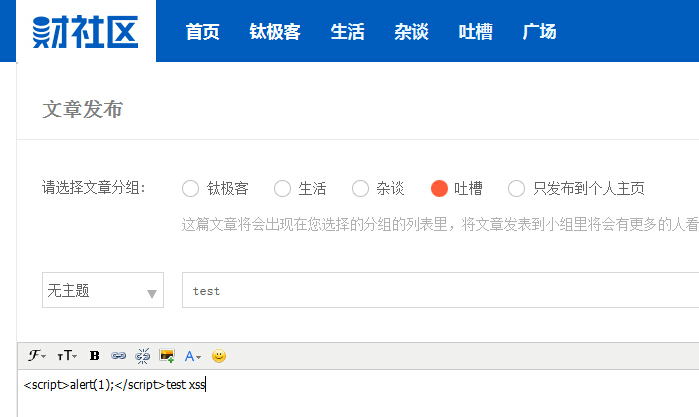 财社区 首页 钛极客 生活 杂谈 吐槽 广场
文章发布
请选择文章分组: 钛极客 生活 杂谈 吐槽 只发布到个人主页
这篇文章将会出现在您选择的分组的列表里，将文章发表到小组里将会有更多的人看
无主题 test
F TT B A
<script>alert(1);</script>test xss